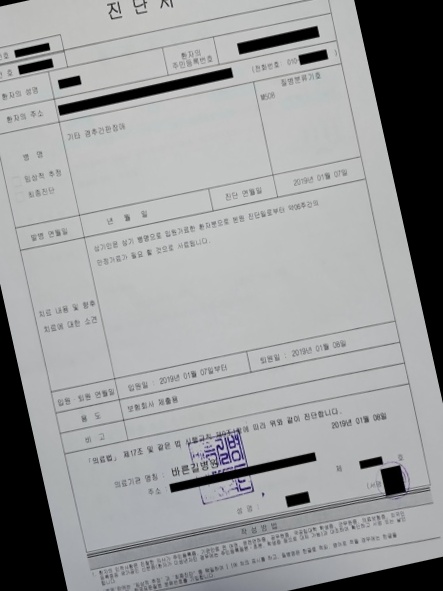 진 단 서
번호
번 호
환자의 성명
환자의 주민등록번호
환자의 주소
(전화번호 : 010- )
병 명
임상적 추정
최종진단
기타 경추간판장애
질병분류기호
M508
발병 연월일
년 월 일
진단 연월일
2019년 01월 07일
치료 내용 및 향후
치료에 대한 소견
상기인은 상기 병명으로 입원가료한 환자분으로 본원 진단일로부터 약 주간의
안정가료가 필요 할 것으로 사료됩니다.
입원 · 퇴원 연월일
입원일 : 2019년 01월 07일부터
퇴원일 : 2019년 01월 08일
용 도
보험회사 제출용
비 고
「의료법」 제17조 및 같은 법 시행규칙 에 따라 위와 같이 진단합니다.
2019년 01월 08일
의료기관 명칭 : 바른길병원
주소 :
제 호
성 명 :
작성방법